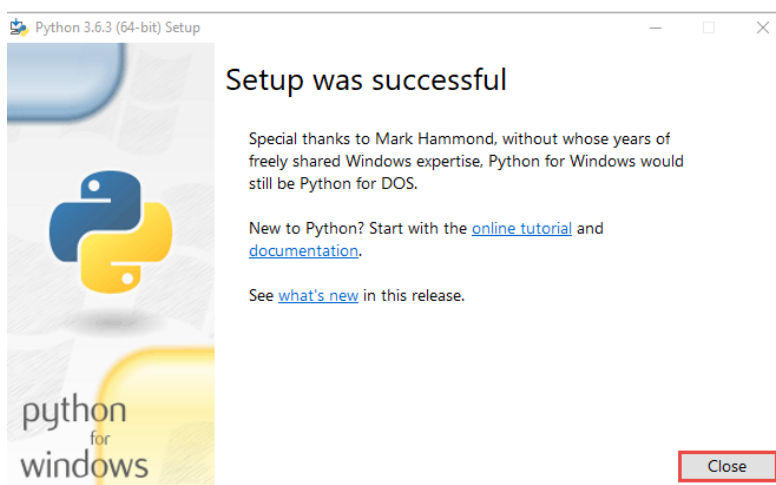 Python 3.6.3 (64-bit) Setup
Setup was successful
Special thanks to Mark Hammond, without whose years of
freely shared Windows expertise, Python for Windows would
still be Python for DOS.
New to Python? Start with the online tutorial and
documentation.
See what's new in this release.
python
for
windows
Close